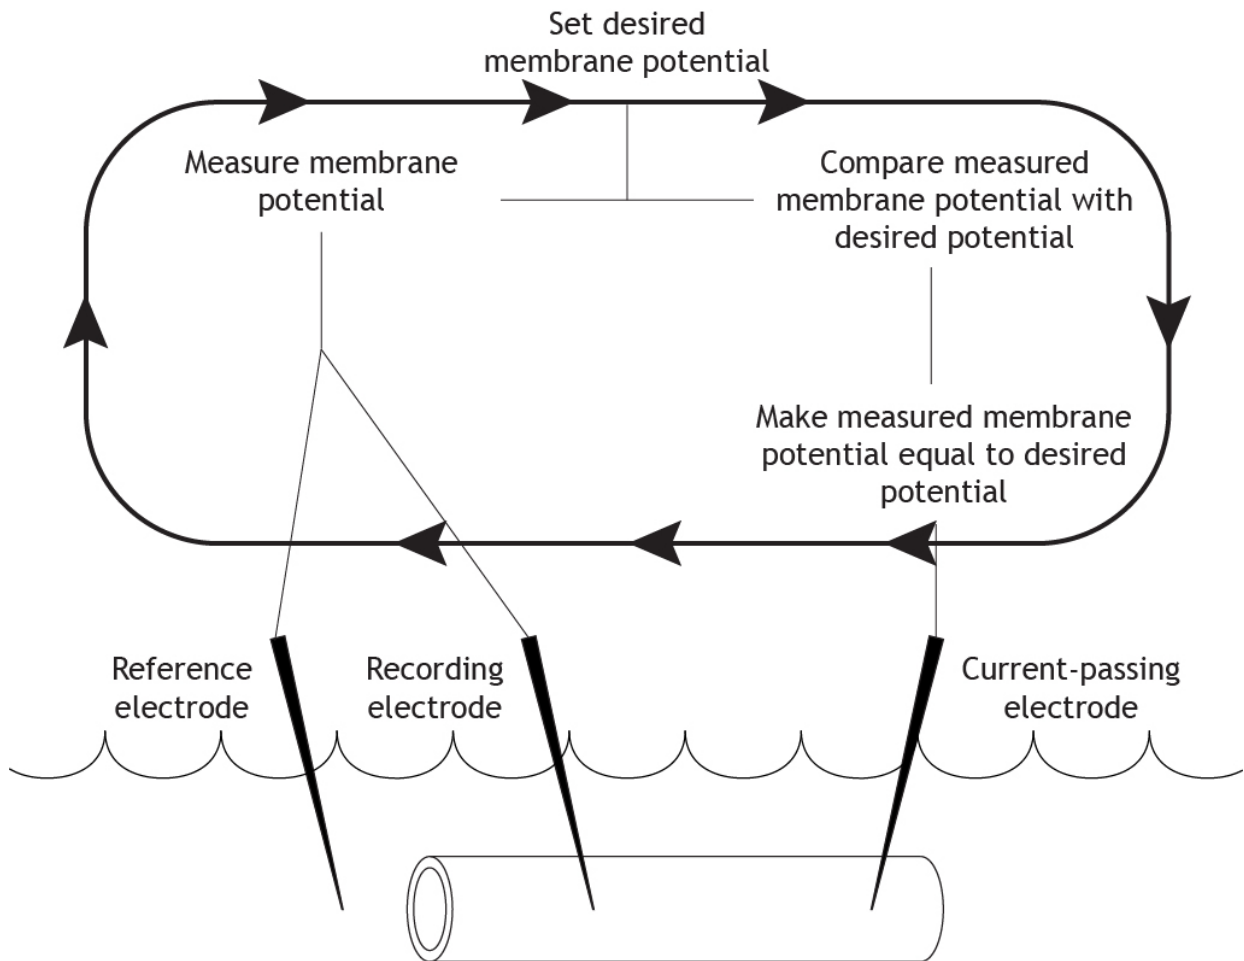 Set desired
membrane potential
Measure membrane
potential
Compare measured
membrane potential with
desired potential
Make measured membrane
potential equal to desired
potential
Reference
electrode
Recording
electrode
Current-passing
electrode